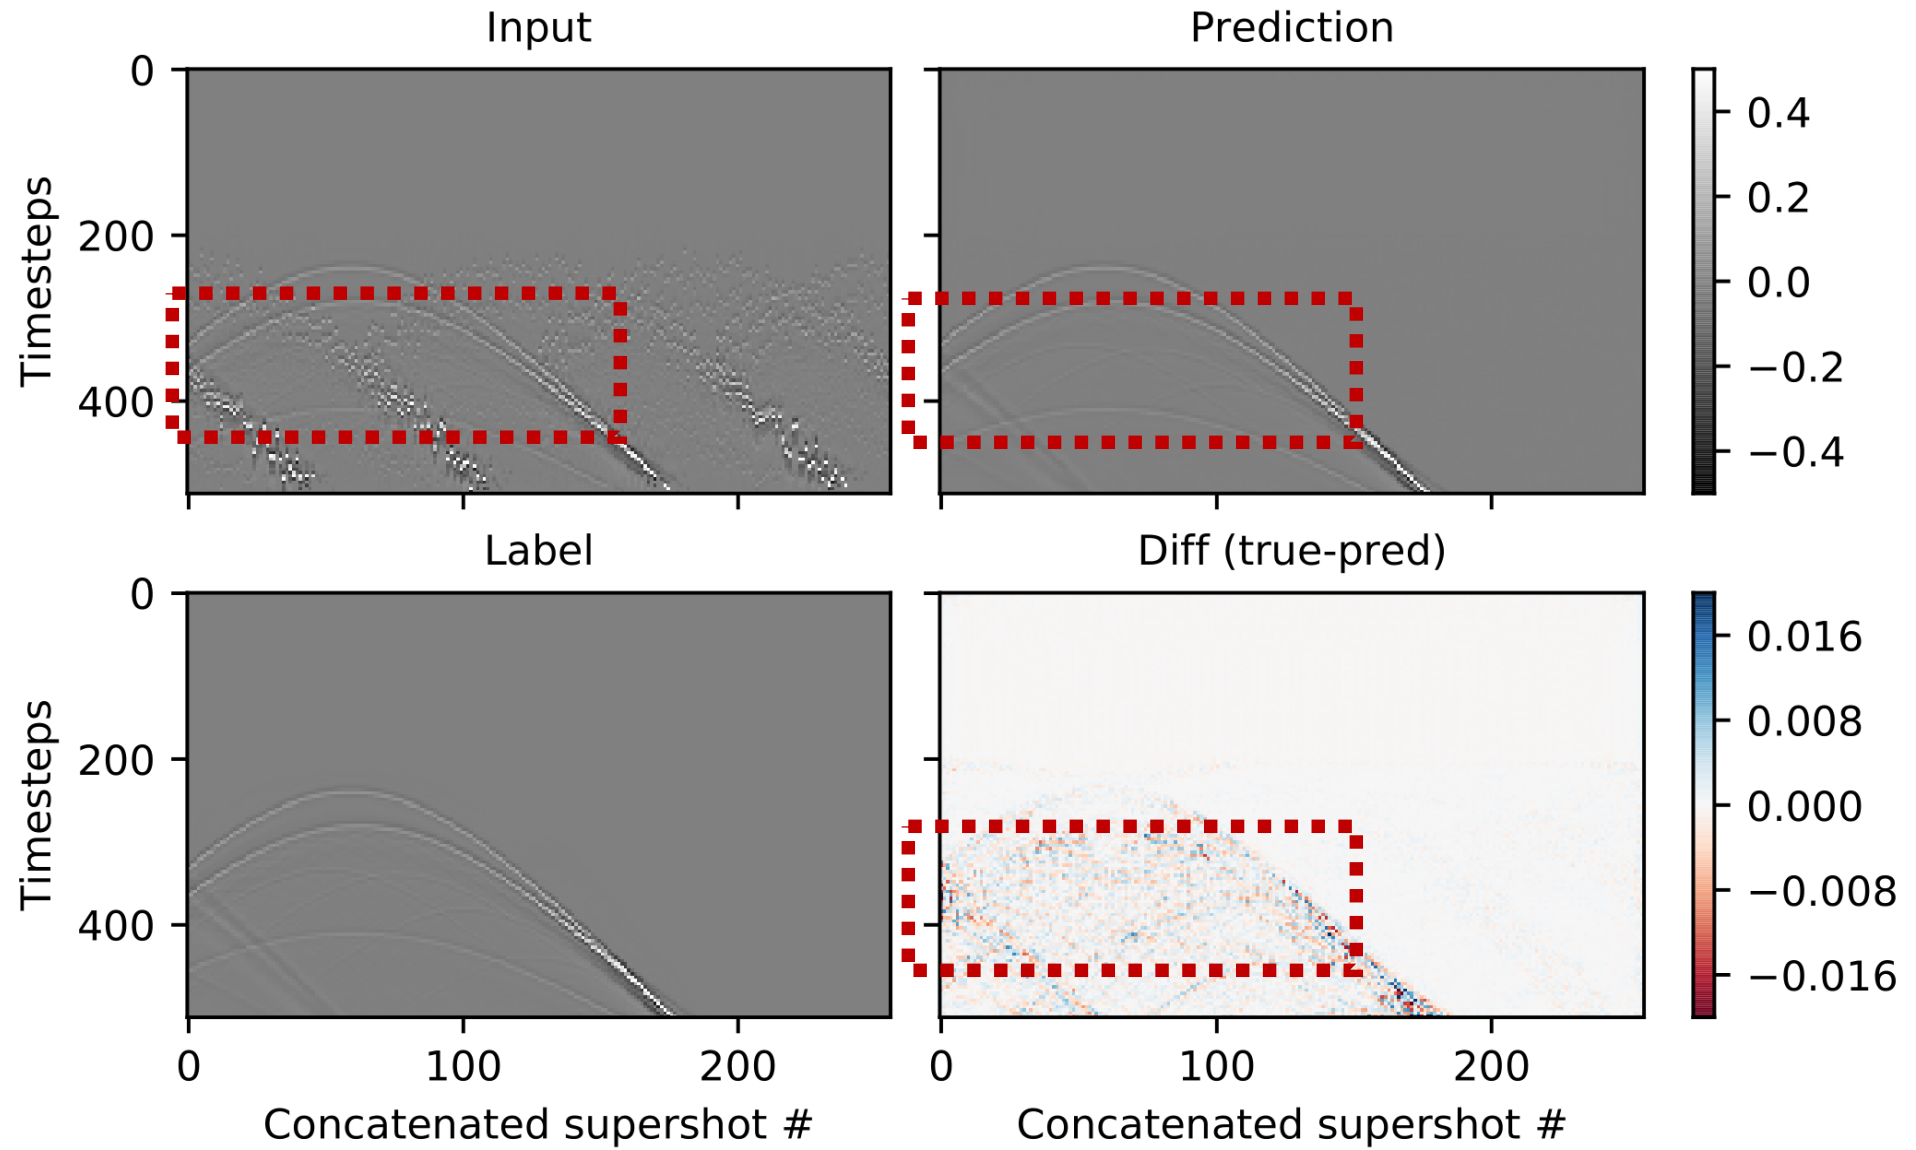 Input
Prediction
0
200
400
Timesteps
0.4
0.2
0.0
−0.2
−0.4
Label
Diff (true-pred)
0
200
400
Timesteps
0.016
0.008
0.000
−0.008
−0.016
0 100 200
0 100 200
Concatenated supershot #
Concatenated supershot #